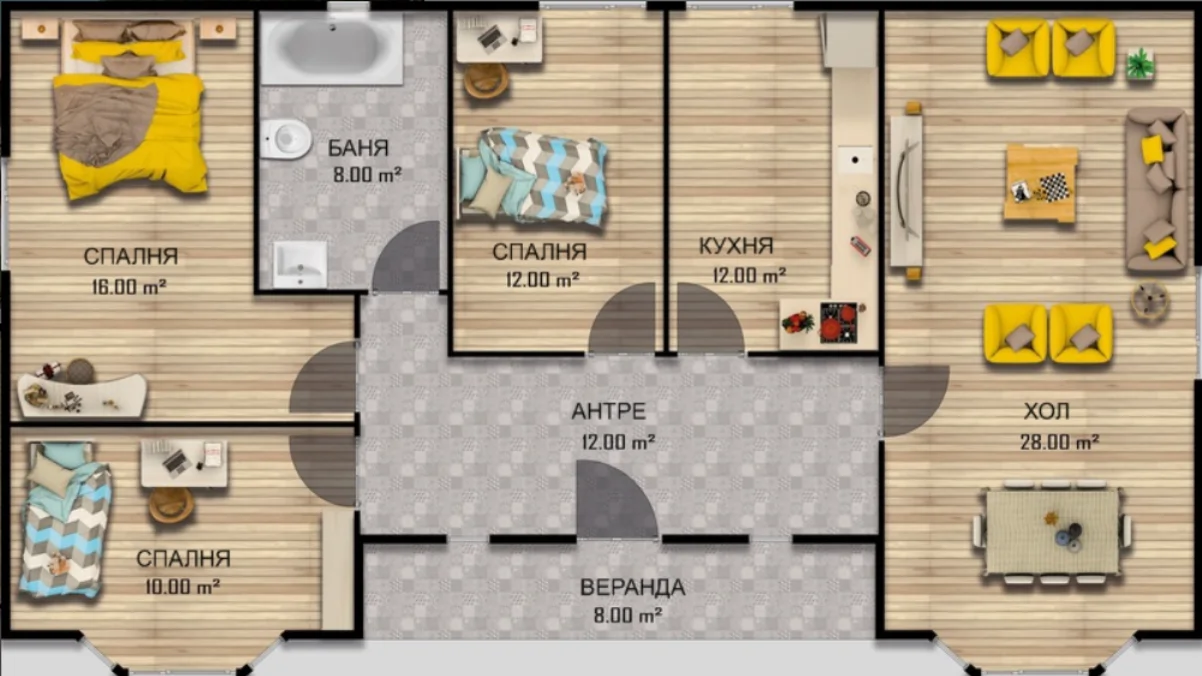 БАНЯ
8.00 m²
СПАЛНЯ
16.00 m²
СПАЛНЯ
12.00 m²
КУХНЯ
12.00 m²
АНТРЕ
12.00 m²
ХОЛ
28.00 m²
СПАЛНЯ
10.00 m²
ВЕРАНДА
8.00 m²